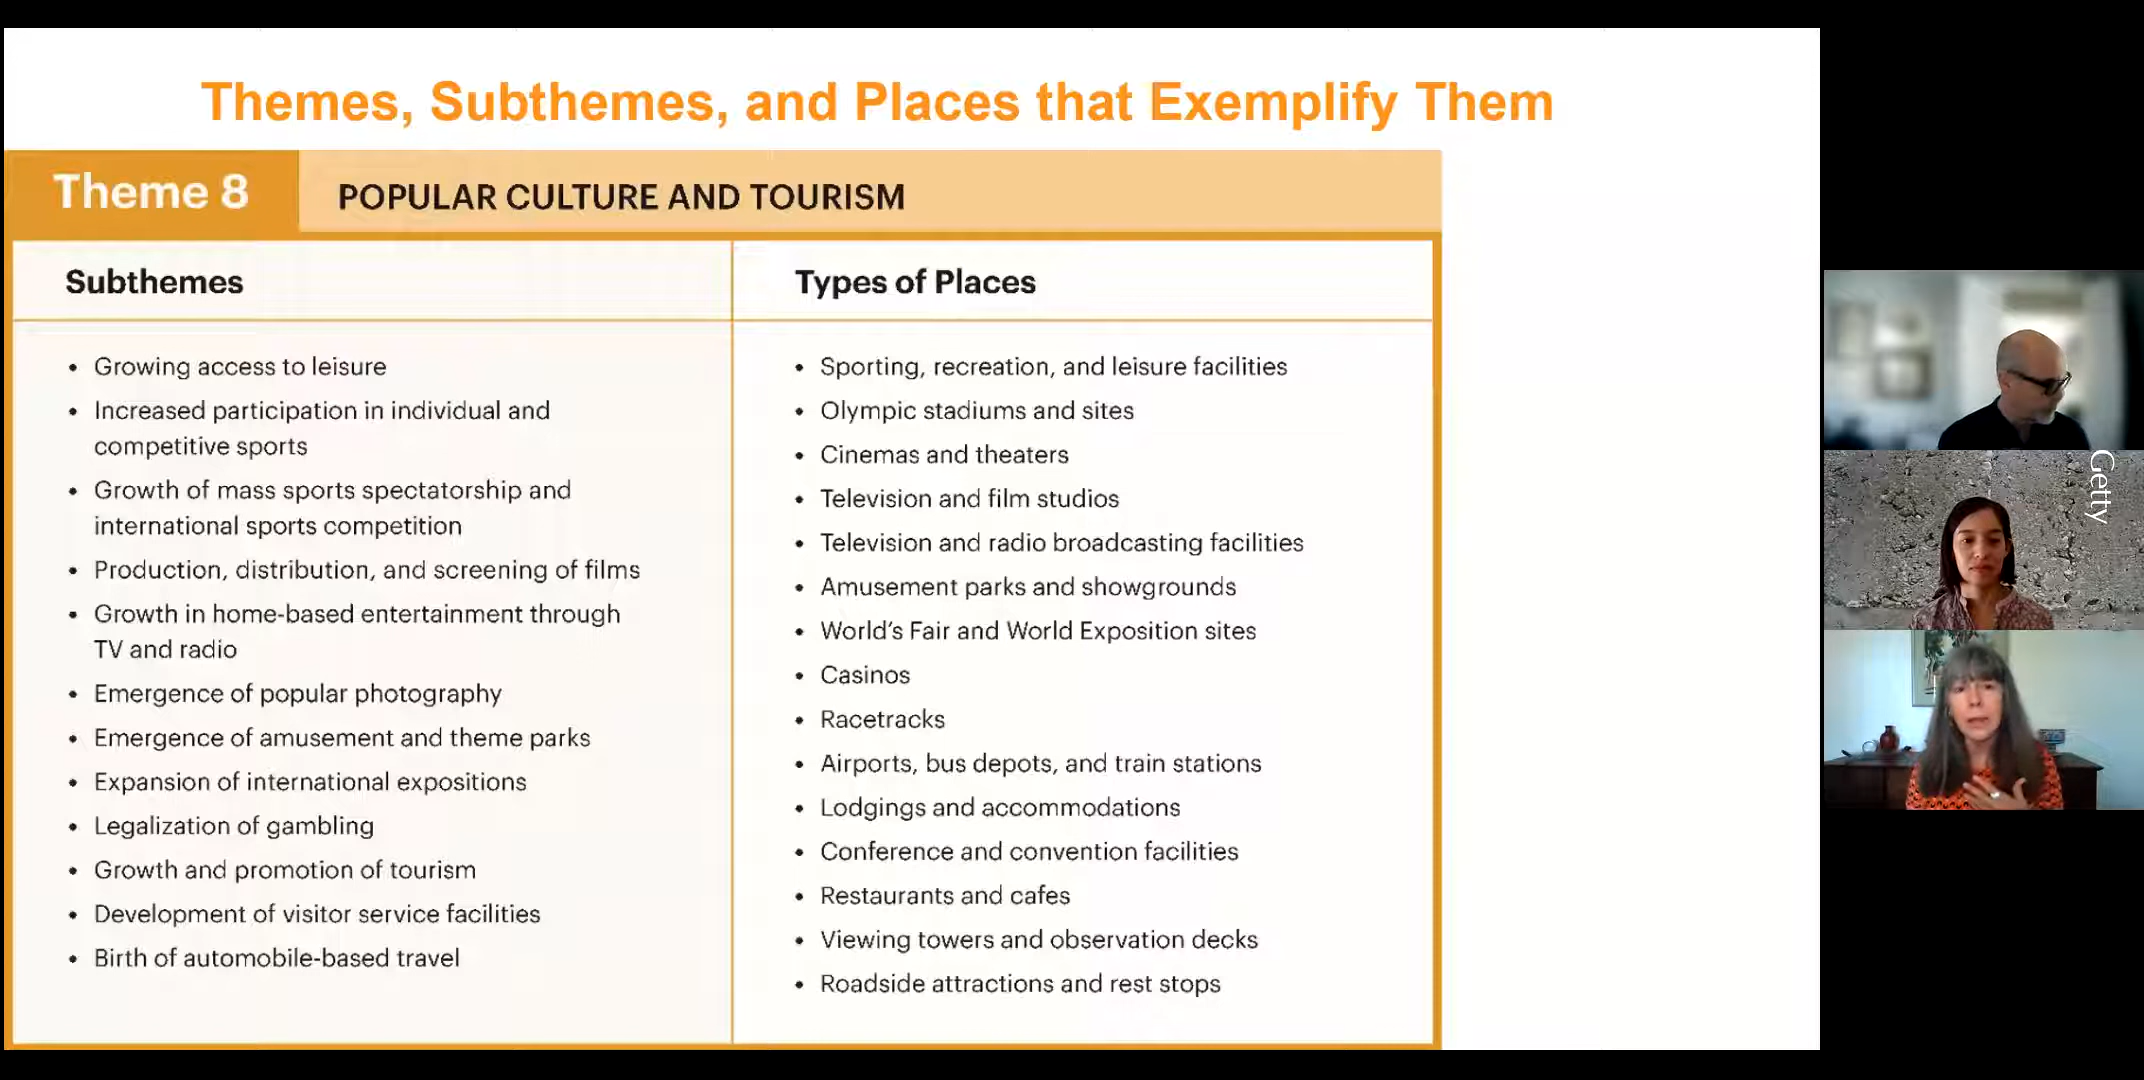 Themes, Subthemes, and Places that Exemplify Them
Theme 8
POPULAR CULTURE AND TOURISM
Subthemes
• Growing access to leisure
• Increased participation in individual and
competitive sports
• Growth of mass sports spectatorship and
international sports competition
• Production, distribution, and screening of films
• Growth in home-based entertainment through
TV and radio
• Emergence of popular photography
• Emergence of amusement and theme parks
• Expansion of international expositions
• Legalization of gambling
• Growth and promotion of tourism
• Development of visitor service facilities
• Birth of automobile-based travel
Types of Places
• Sporting, recreation, and leisure facilities
• Olympic stadiums and sites
• Cinemas and theaters
• Television and film studios
• Television and radio broadcasting facilities
• Amusement parks and showgrounds
• World’s Fair and World Exposition sites
• Casinos
• Racetracks
• Airports, bus depots, and train stations
• Lodgings and accommodations
• Conference and convention facilities
• Restaurants and cafes
• Viewing towers and observation decks
• Roadside attractions and rest stops
Getty